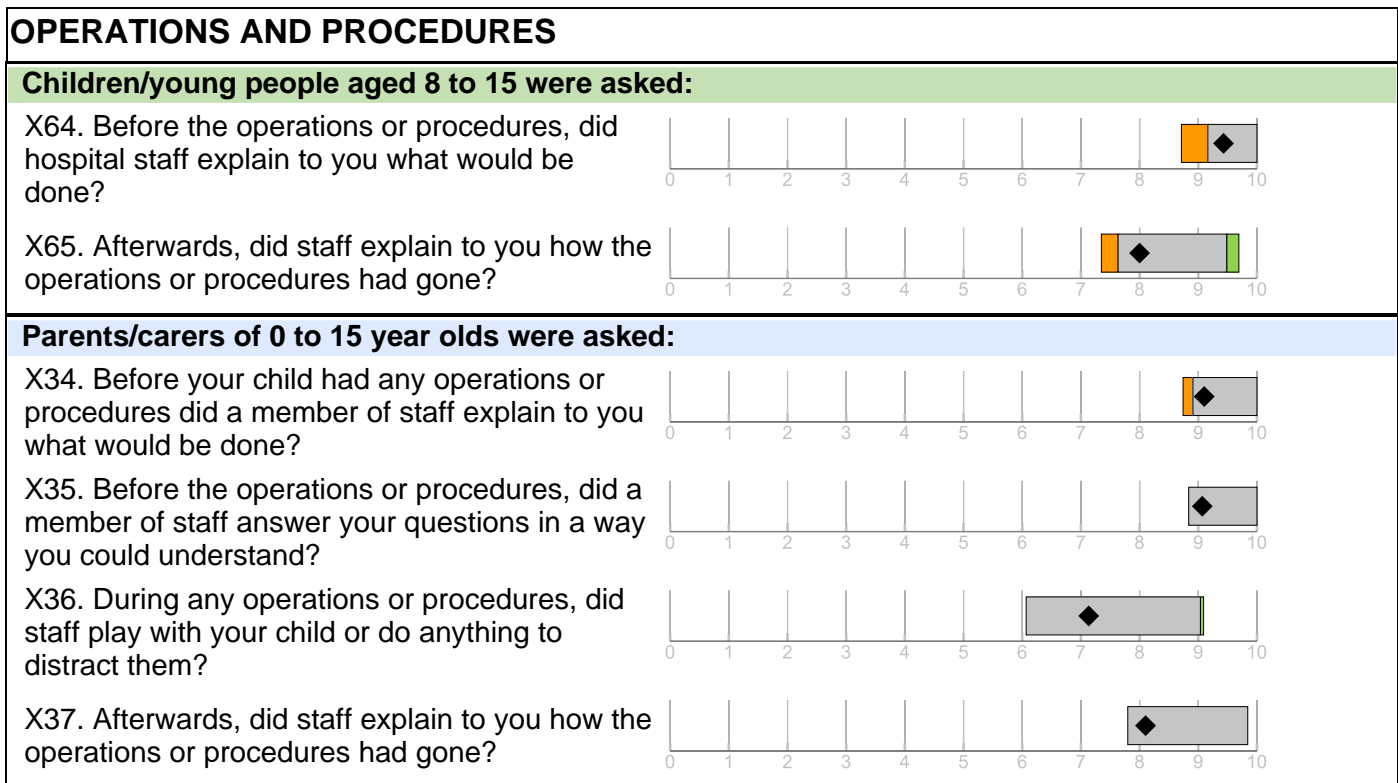 OPERATIONS AND PROCEDURES
Children/young people aged 8 to 15 were asked:
X64. Before the operations or procedures, did
hospital staff explain to you what would be
done?
0 1 2 3 4 5 6 7 8 9 10
X65. Afterwards, did staff explain to you how the
operations or procedures had gone?
0 1 2 3 4 5 6 7 8 9 10
Parents/carers of 0 to 15 year olds were asked:
X34. Before your child had any operations or
procedures did a member of staff explain to you
what would be done?
0 1 2 3 4 5 6 7 8 9 10
X35. Before the operations or procedures, did a
member of staff answer your questions in a way
you could understand?
0 1 2 3 4 5 6 7 8 9 10
X36. During any operations or procedures, did
staff play with your child or do anything to
distract them?
0 1 2 3 4 5 6 7 8 9 10
X37. Afterwards, did staff explain to you how the
operations or procedures had gone?
0 1 2 3 4 5 6 7 8 9 10